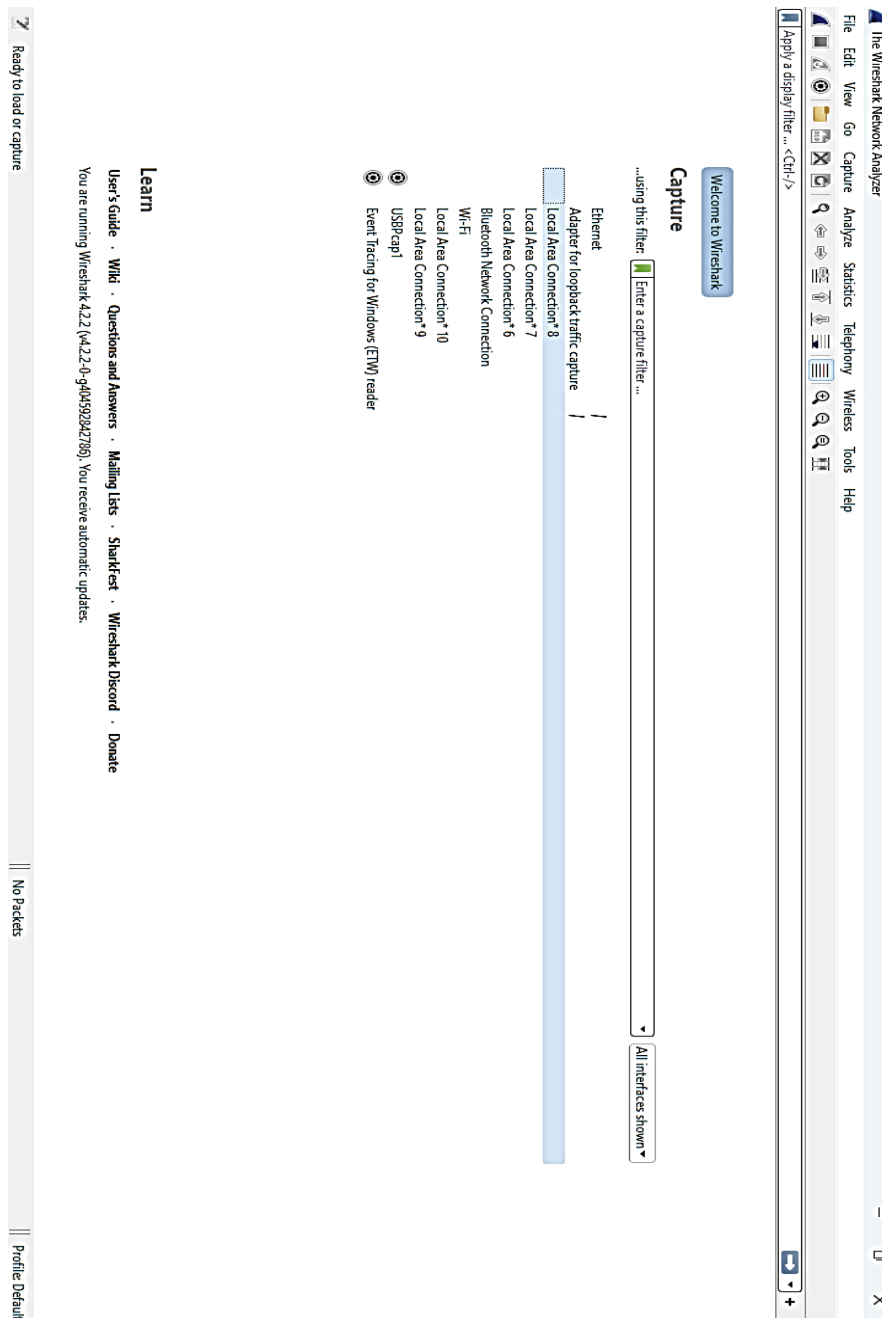 The Wireshark Network Analyzer
File Edit View Go Capture Analyze Statistics Telephony Wireless Tools Help
Apply a display filter ... <Ctrl-/>
Welcome to Wireshark
Capture
...using this filter: Enter a capture filter ... All interfaces shown
Ethernet
Adapter for loopback traffic capture
Local Area Connection* 8
Local Area Connection* 7
Local Area Connection* 6
Bluetooth Network Connection
Wi-Fi
Local Area Connection* 10
Local Area Connection* 9
USBPcap1
Event Tracing for Windows (ETW) reader
Learn
User's Guide · Wiki · Questions and Answers · Mailing Lists · SharkFest · Wireshark Discord · Donate
You are running Wireshark 4.2.2 (v4.2.2-0-g404592842786). You receive automatic updates.
Ready to load or capture No Packets Profile: Default